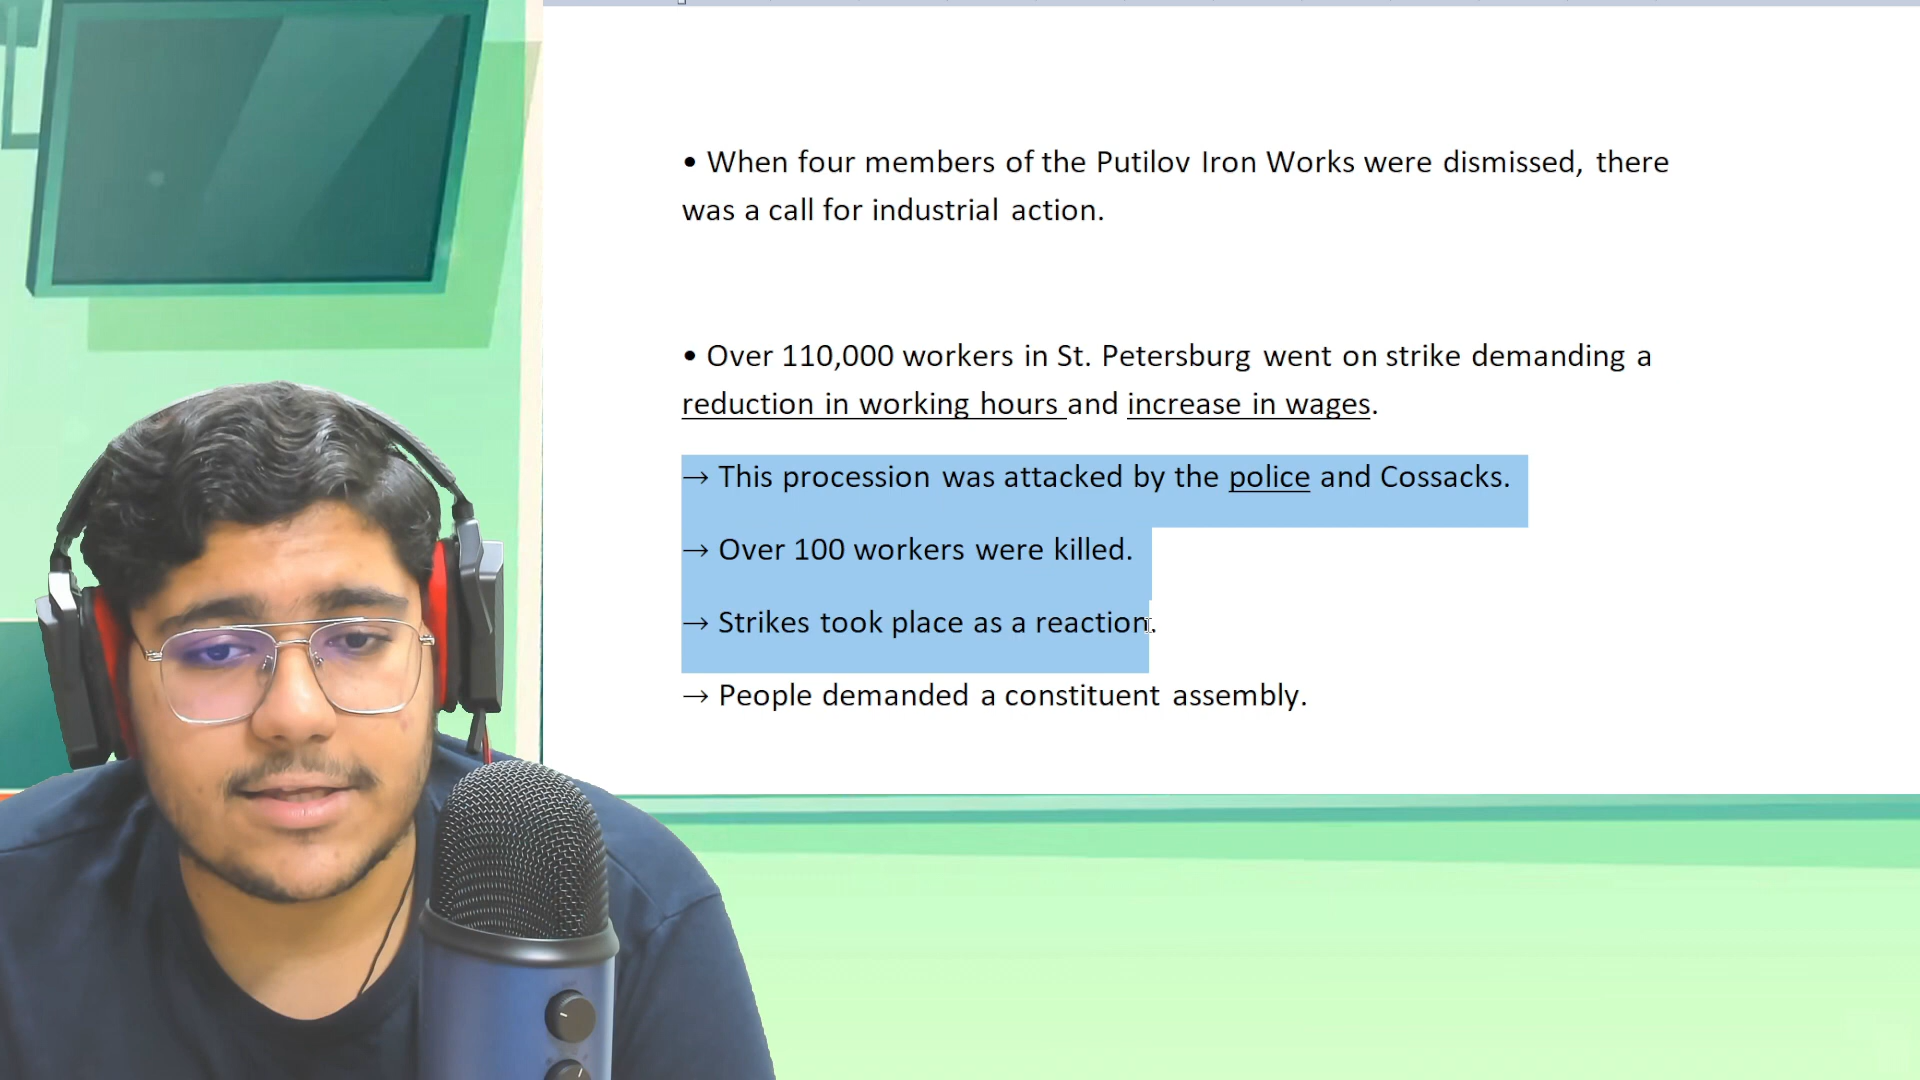 • When four members of the Putilov Iron Works were dismissed, there
was a call for industrial action.
• Over 110,000 workers in St. Petersburg went on strike demanding a
reduction in working hours and increase in wages.
→ This procession was attacked by the police and Cossacks.
→ Over 100 workers were killed.
→ Strikes took place as a reaction.
→ People demanded a constituent assembly.